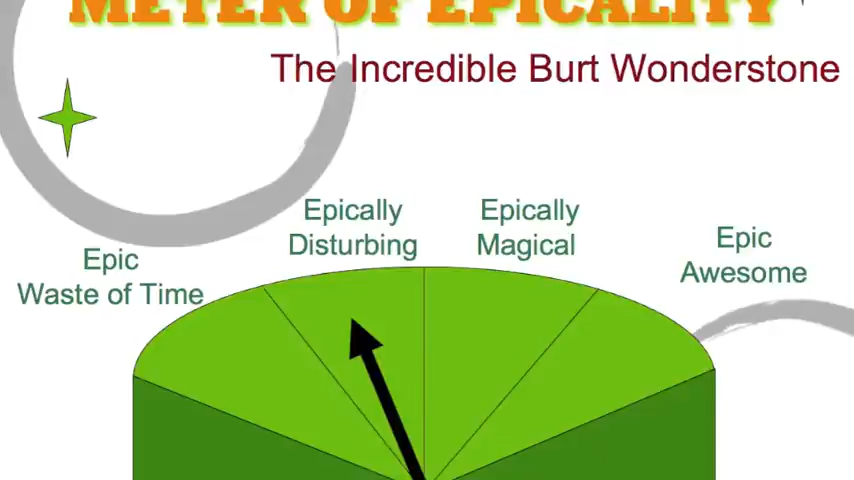 METER OF EPICALITY
The Incredible Burt Wonderstone
Epically
Disturbing
Epically
Magical
Epic
Waste of Time
Epic
Awesome